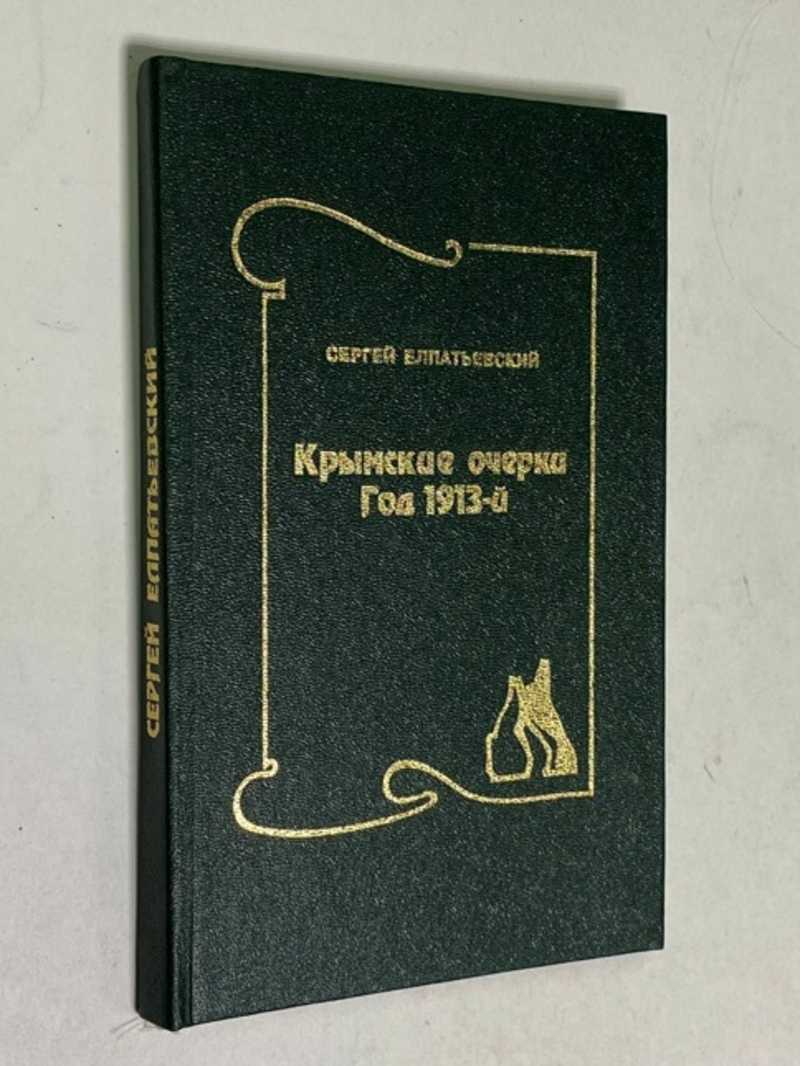 СЕРГЕЙ ЕЛПАТЬЕВСКИЙ
СЕРГЕЙ ЕЛПАТЬЕВСКИЙ
Крымские очерки
Год 1913-й